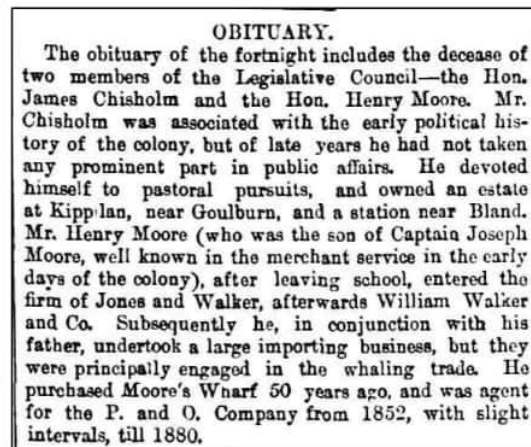 OBITUARY.
The obituary of the fortnight includes the decease of
two members of the Legislative Council—the Hon.
James Chisholm and the Hon. Henry Moore. Mr.
Chisholm was associated with the early political his-
tory of the colony, but of late years he had not taken
any prominent part in public affairs. He devoted
himself to pastoral pursuits, and owned an estate
at Kippilan, near Goulburn, and a station near Bland.
Mr. Henry Moore (who was the son of Captain Joseph
Moore, well known in the merchant service in the early
days of the colony), after leaving school, entered the
firm of Jones and Walker, afterwards William Walker
and Co. Subsequently he, in conjunction with his
father, undertook a large importing business, but they
were principally engaged in the whaling trade. He
purchased Moore's Wharf 50 years ago, and was agent
for the P. and O. Company from 1852, with slight
intervals, till 1880.